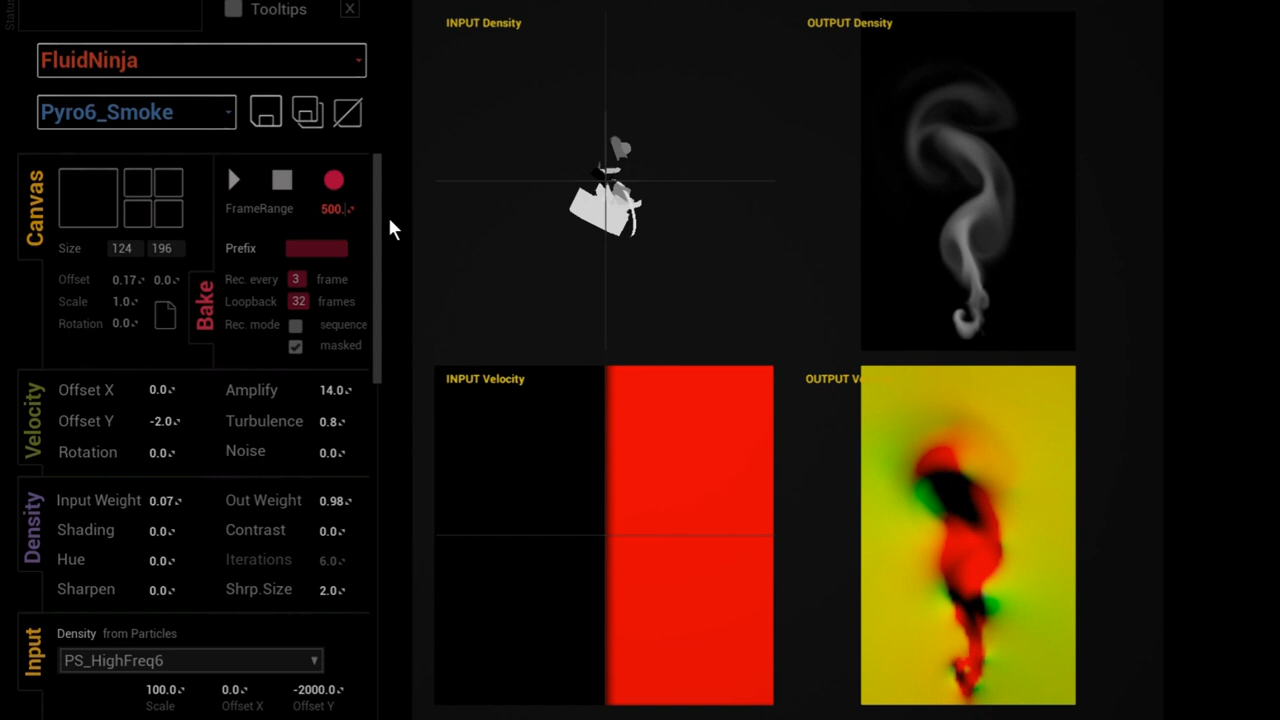 Status
Tooltips X
FluidNinja
Pyro6_Smoke
Canvas
FrameRange 500.
Size 124 196
Prefix
Offset 0.17 0.0
Scale 1.0
Rotation 0.0
Bake
Rec. every 3 frame
Loopback 32 frames
Rec. mode sequence
masked
Velocity
Offset X 0.0 Amplify 14.0
Offset Y -2.0 Turbulence 0.8
Rotation 0.0 Noise 0.0
Density
Input Weight 0.07 Out Weight 0.98
Shading 0.0 Contrast 0.0
Hue 0.0 Iterations 6.0
Sharpen 0.0 Shrp.Size 2.0
Input
Density from Particles
PS_HighFreq6
100.0 0.0 -2000.0
Scale Offset X Offset Y
INPUT Density
OUTPUT Density
INPUT Velocity
OUTPUT Ve